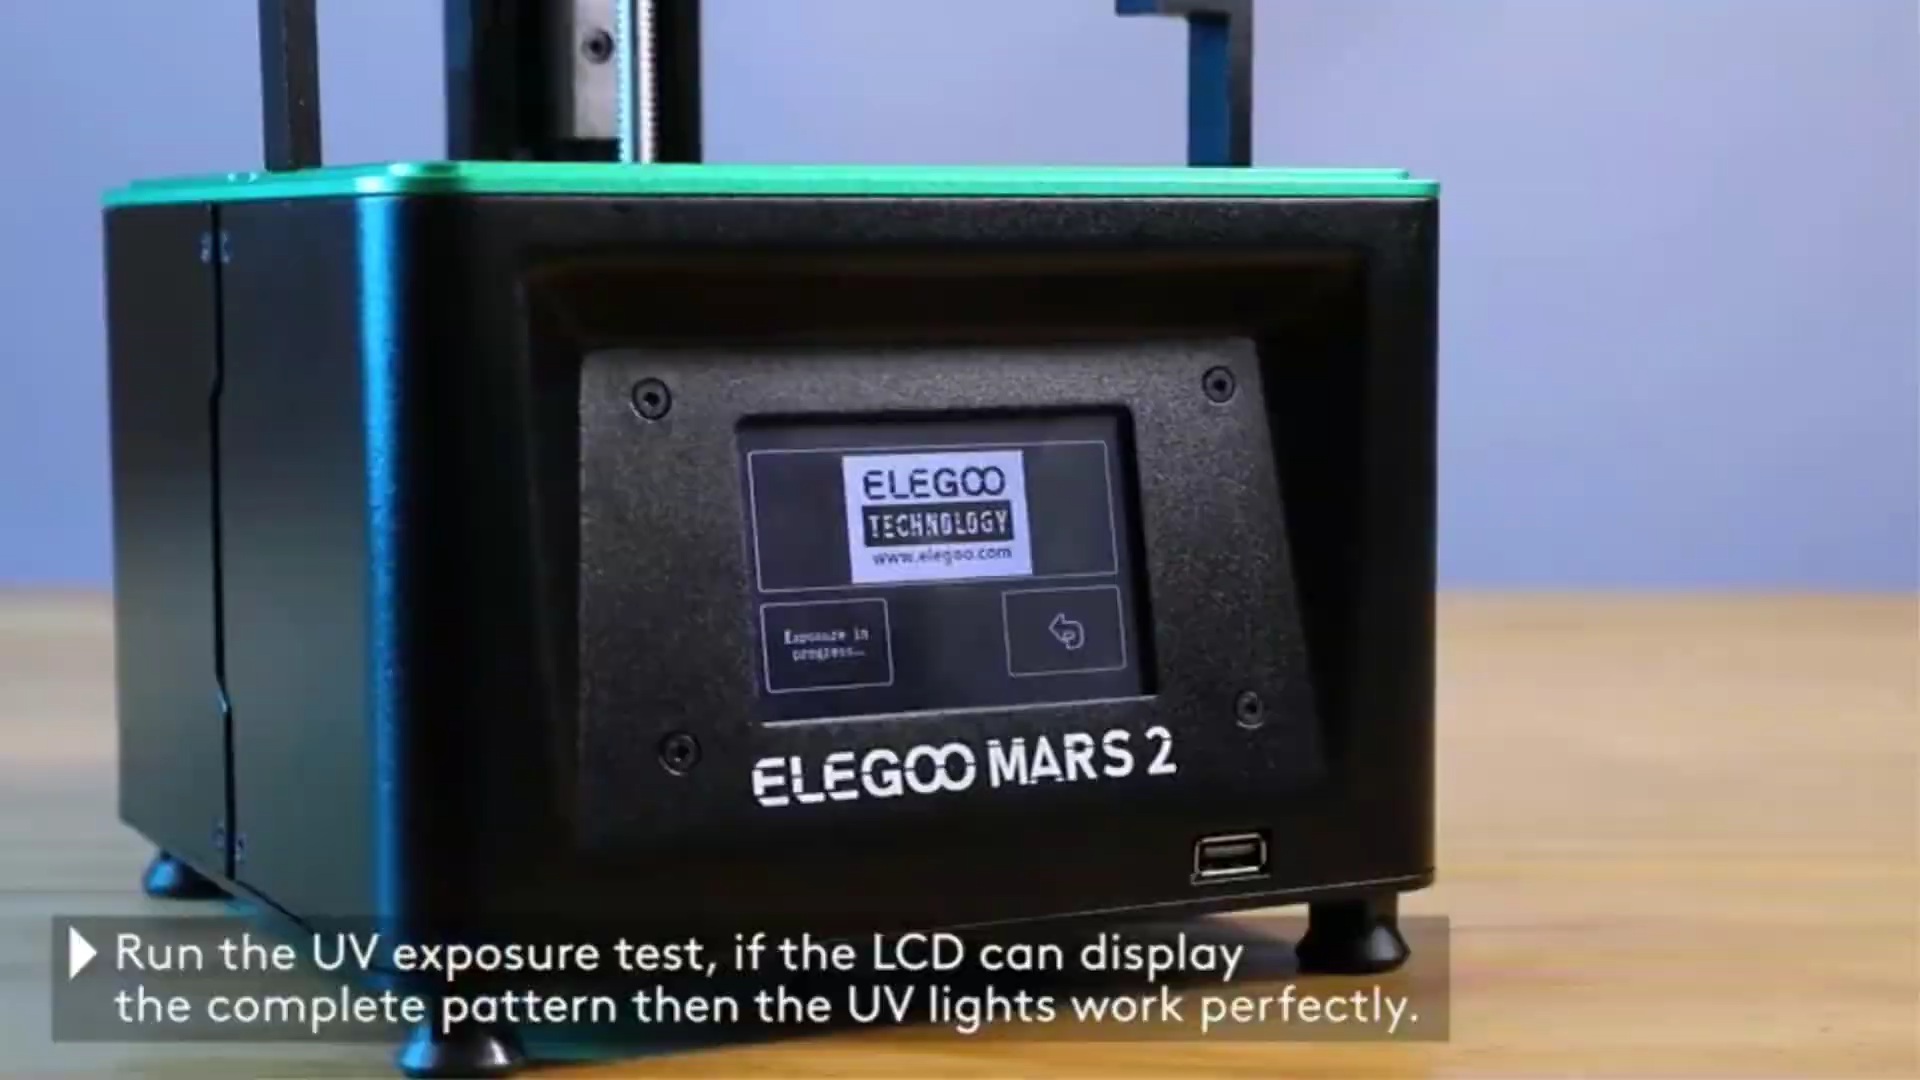 ELEGOO
TECHNOLOGY
www.elegoo.com
Exposure in
progress...
ELEGOO MARS 2
Run the UV exposure test, if the LCD can display
the complete pattern then the UV lights work perfectly.